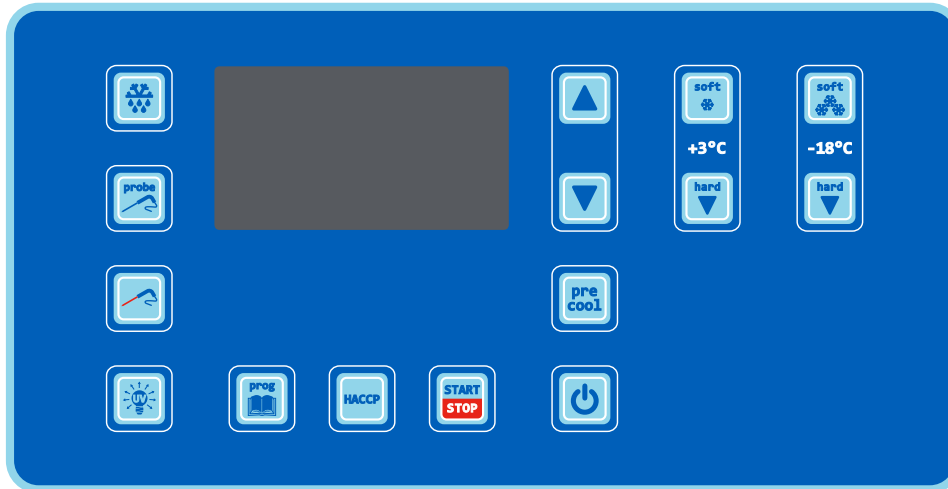 soft
soft
+3°C
-18°C
probe
hard
hard
pre
cool
UV
prog
HACCP
START
STOP